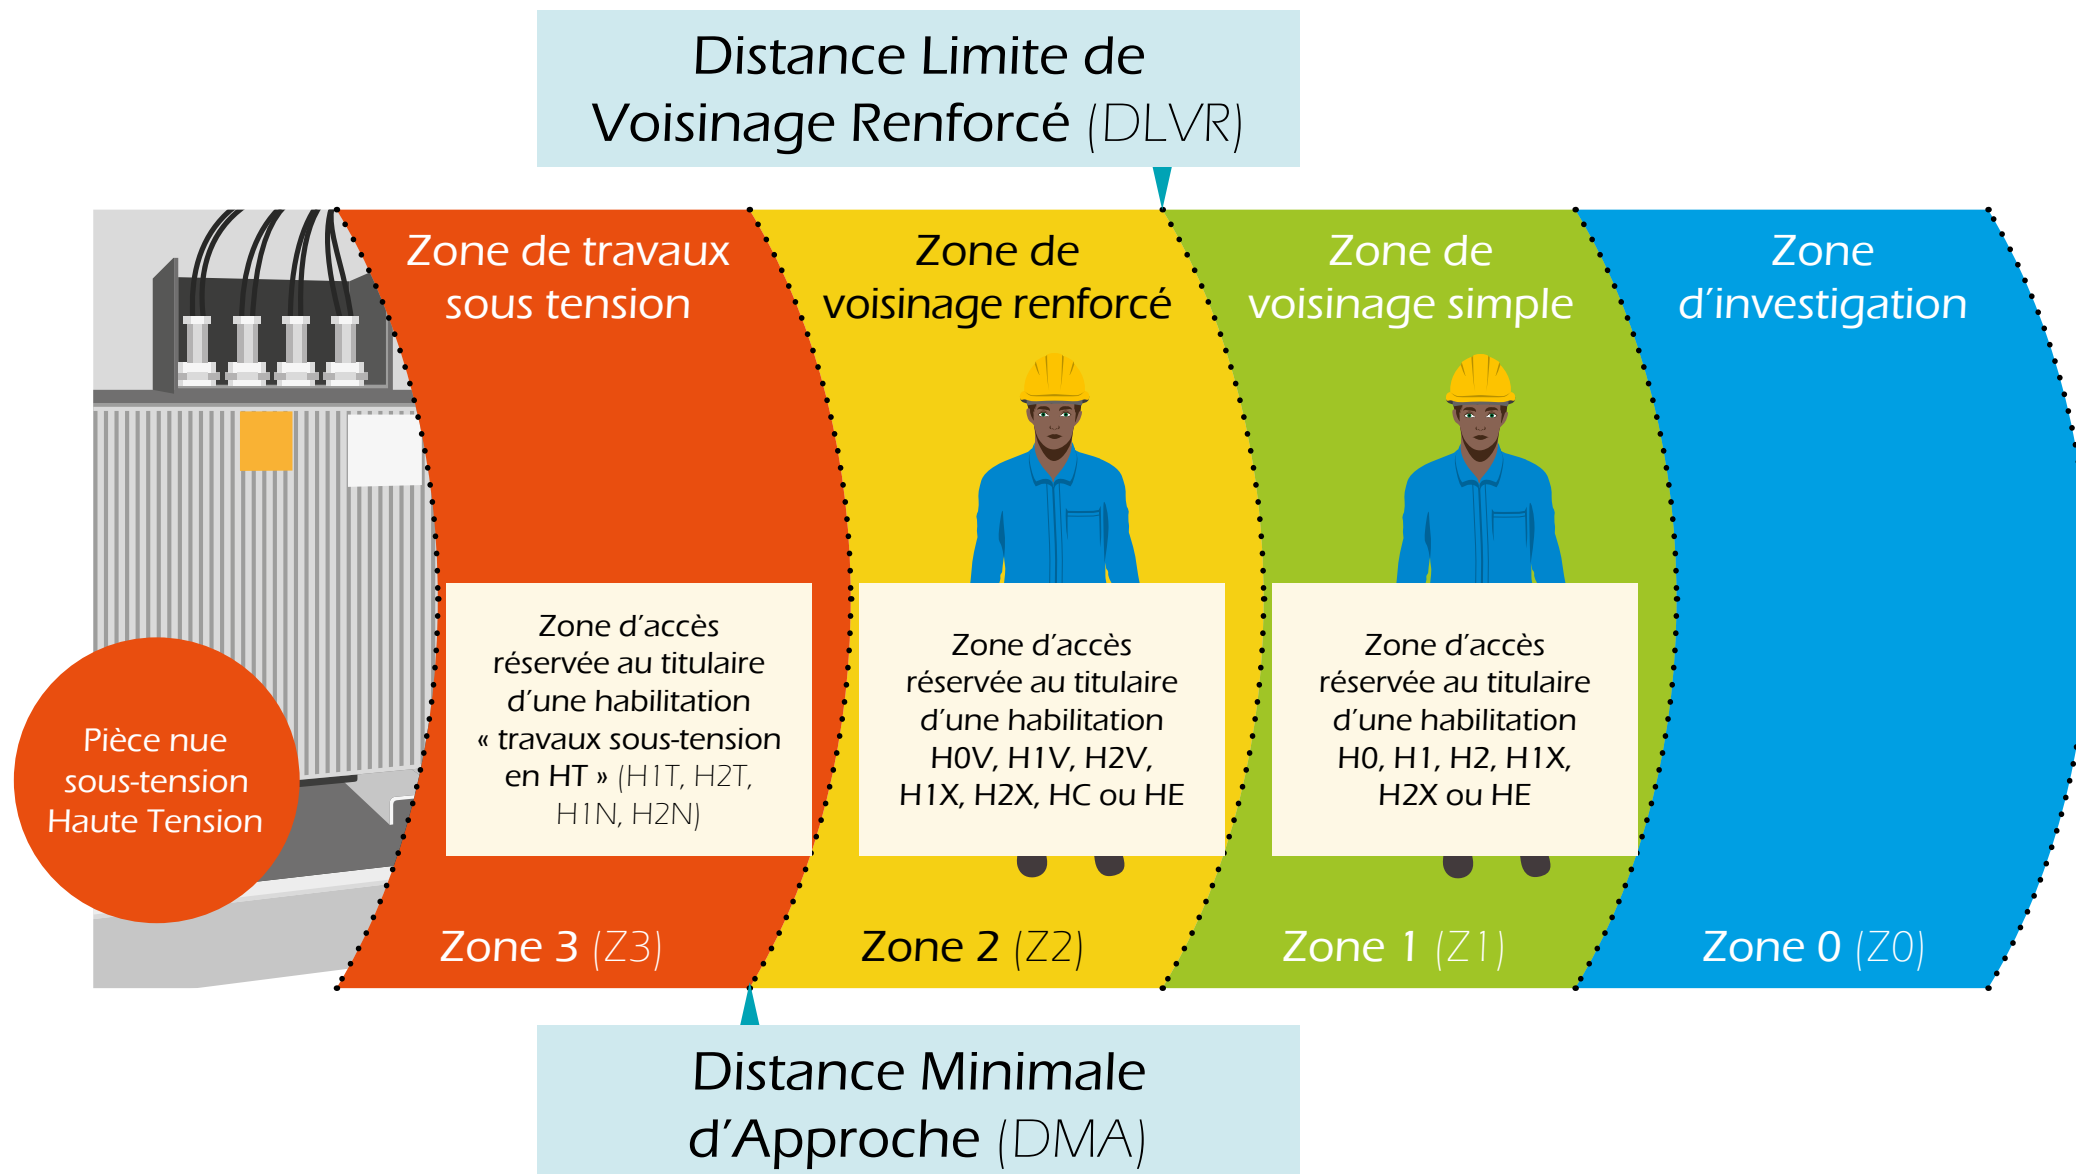 Distance Limite de
Voisinage Renforcé (DLVR)
Zone de travaux
sous tension
Zone de
voisinage renforcé
Zone de
voisinage simple
Zone
d’investigation
Pièce nue
sous-tension
Haute Tension
Zone d’accès
réservée au titulaire
d’une habilitation
« travaux sous-tension
en HT » (H1T, H2T,
H1N, H2N)
Zone d’accès
réservée au titulaire
d’une habilitation
H0V, H1V, H2V,
H1X, H2X, HC ou HE
Zone d’accès
réservée au titulaire
d’une habilitation
H0, H1, H2, H1X,
H2X ou HE
Zone 3 (Z3)
Zone 2 (Z2)
Zone 1 (Z1)
Zone 0 (Z0)
Distance Minimale
d’Approche (DMA)